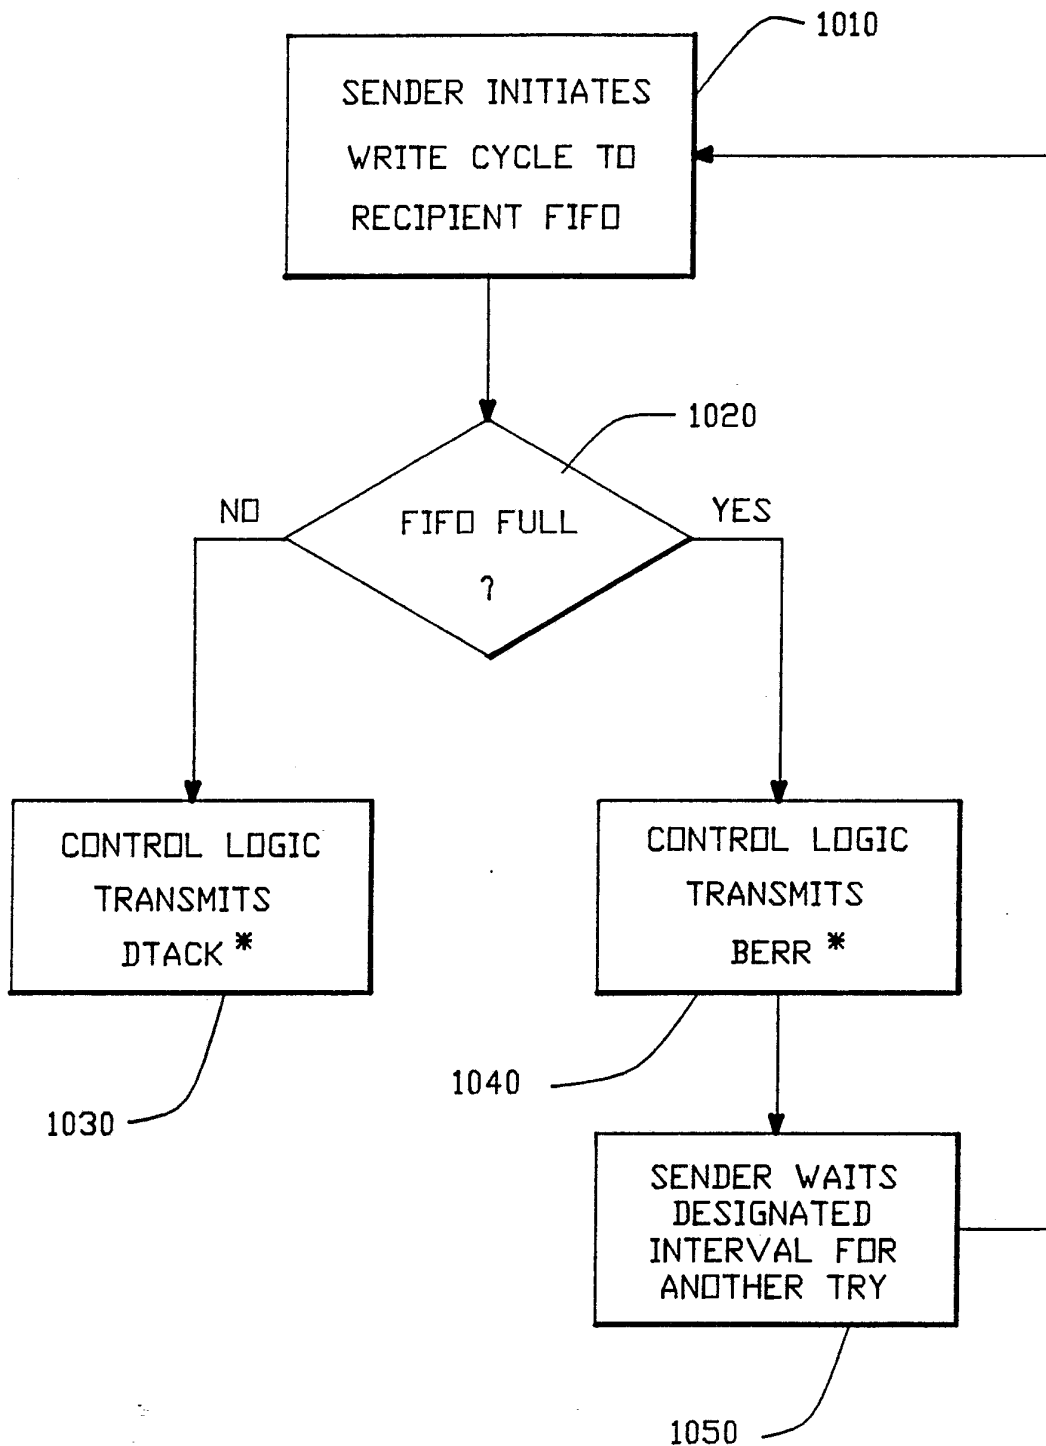 1010
SENDER INITIATES
WRITE CYCLE TO
RECIPIENT FIFO
1020
NO
FIFO FULL
?
YES
CONTROL LOGIC
TRANSMITS
DTACK*
CONTROL LOGIC
TRANSMITS
BERR*
1030
1040
SENDER WAITS
DESIGNATED
INTERVAL FOR
ANOTHER TRY
1050